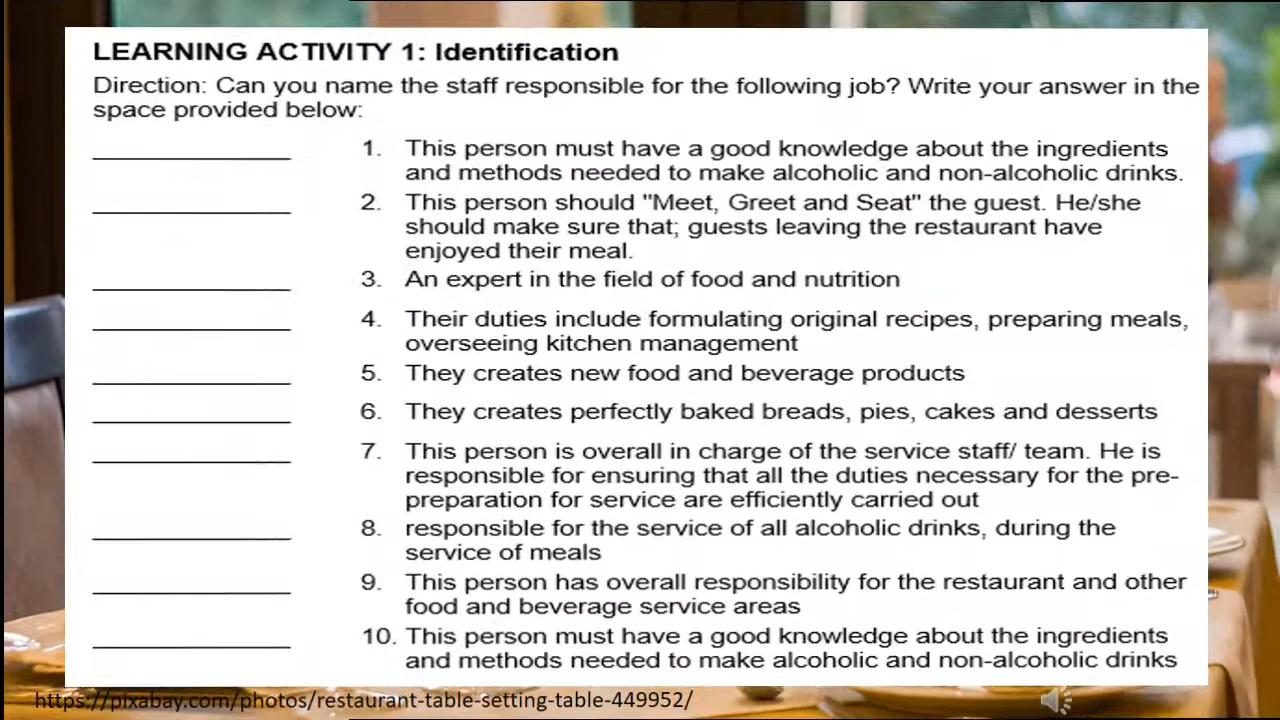 LEARNING ACTIVITY 1: Identification
Direction: Can you name the staff responsible for the following job? Write your answer in the
space provided below:
1. This person must have a good knowledge about the ingredients
and methods needed to make alcoholic and non-alcoholic drinks.
2. This person should "Meet, Greet and Seat" the guest. He/she
should make sure that; guests leaving the restaurant have
enjoyed their meal.
3. An expert in the field of food and nutrition
4. Their duties include formulating original recipes, preparing meals,
overseeing kitchen management
5. They creates new food and beverage products
6. They creates perfectly baked breads, pies, cakes and desserts
7. This person is overall in charge of the service staff/ team. He is
responsible for ensuring that all the duties necessary for the pre-
preparation for service are efficiently carried out
8. responsible for the service of all alcoholic drinks, during the
service of meals
9. This person has overall responsibility for the restaurant and other
food and beverage service areas
10. This person must have a good knowledge about the ingredients
and methods needed to make alcoholic and non-alcoholic drinks
https://pixabay.com/photos/restaurant-table-setting-table-449952/